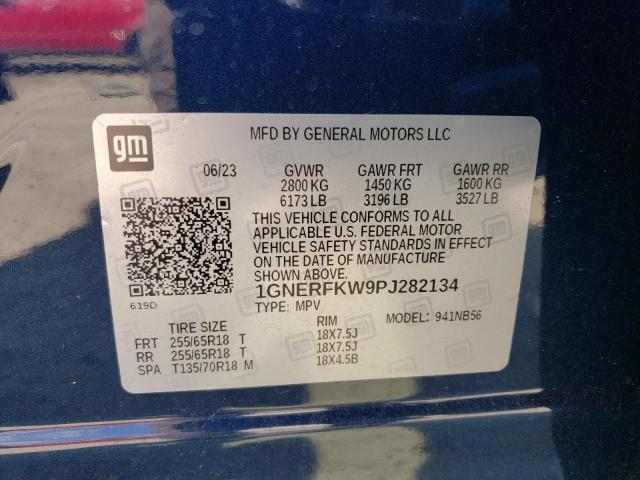 gm
MFD BY GENERAL MOTORS LLC
06/23 GVWR GAWR FRT GAWR RR
2800 KG 1450 KG 1600 KG
6173 LB 3196 LB 3527 LB
THIS VEHICLE CONFORMS TO ALL
APPLICABLE U.S. FEDERAL MOTOR
VEHICLE SAFETY STANDARDS IN EFFECT
ON THE DATE OF MANUFACTURE
SHOWN ABOVE.
619D
1GNERFKW9PJ282134
TYPE: MPV MODEL: 941NB56
TIRE SIZE RIM
FRT 255/65R18 T 18X7.5J
RR 255/65R18 T 18X7.5J
SPA T135/70R18 M 18X4.5B